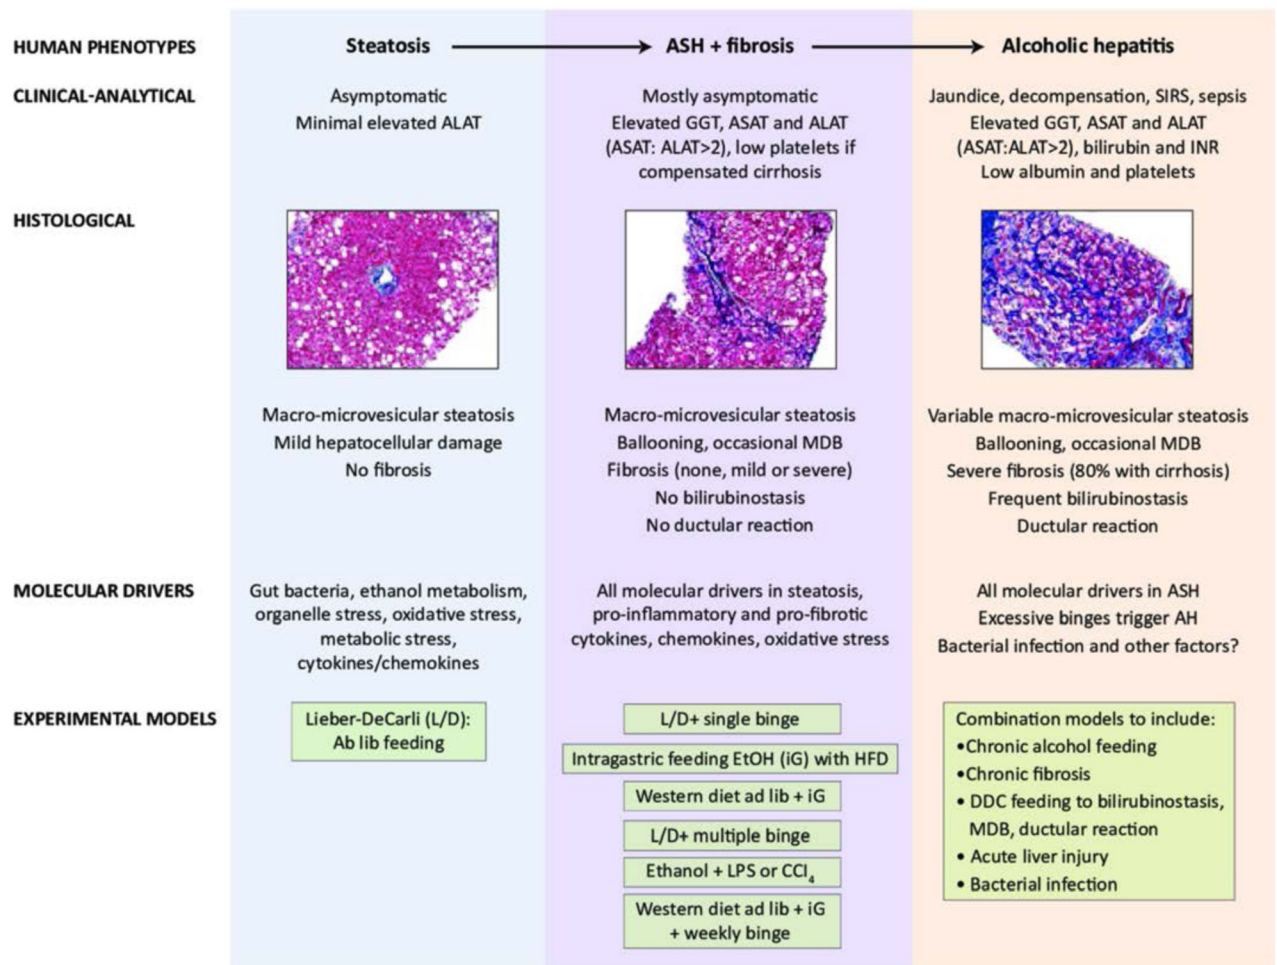 HUMAN PHENOTYPES
Steatosis
ASH + fibrosis
Alcoholic hepatitis
CLINICAL-ANALYTICAL
Asymptomatic
Minimal elevated ALAT
Mostly asymptomatic
Elevated GGT, ASAT and ALAT
(ASAT: ALAT>2), low platelets if
compensated cirrhosis
Jaundice, decompensation, SIRS, sepsis
Elevated GGT, ASAT and ALAT
(ASAT:ALAT>2), bilirubin and INR
Low albumin and platelets
HISTOLOGICAL
Macro-microvesicular steatosis
Mild hepatocellular damage
No fibrosis
Macro-microvesicular steatosis
Ballooning, occasional MDB
Fibrosis (none, mild or severe)
No bilirubinostasis
No ductular reaction
Variable macro-microvesicular steatosis
Ballooning, occasional MDB
Severe fibrosis (80% with cirrhosis)
Frequent bilirubinostasis
Ductular reaction
MOLECULAR DRIVERS
Gut bacteria, ethanol metabolism,
organelle stress, oxidative stress,
metabolic stress,
cytokines/chemokines
All molecular drivers in steatosis,
pro-inflammatory and pro-fibrotic
cytokines, chemokines, oxidative stress
All molecular drivers in ASH
Excessive binges trigger AH
Bacterial infection and other factors?
EXPERIMENTAL MODELS
Lieber-DeCarli (L/D):
Ab lib feeding
L/D+ single binge
Intragastric feeding EtOH (iG) with HFD
Western diet ad lib + iG
L/D+ multiple binge
Ethanol + LPS or CCl₄
Western diet ad lib + iG
+ weekly binge
Combination models to include:
•Chronic alcohol feeding
•Chronic fibrosis
• DDC feeding to bilirubinostasis,
MDB, ductular reaction
• Acute liver injury
• Bacterial infection